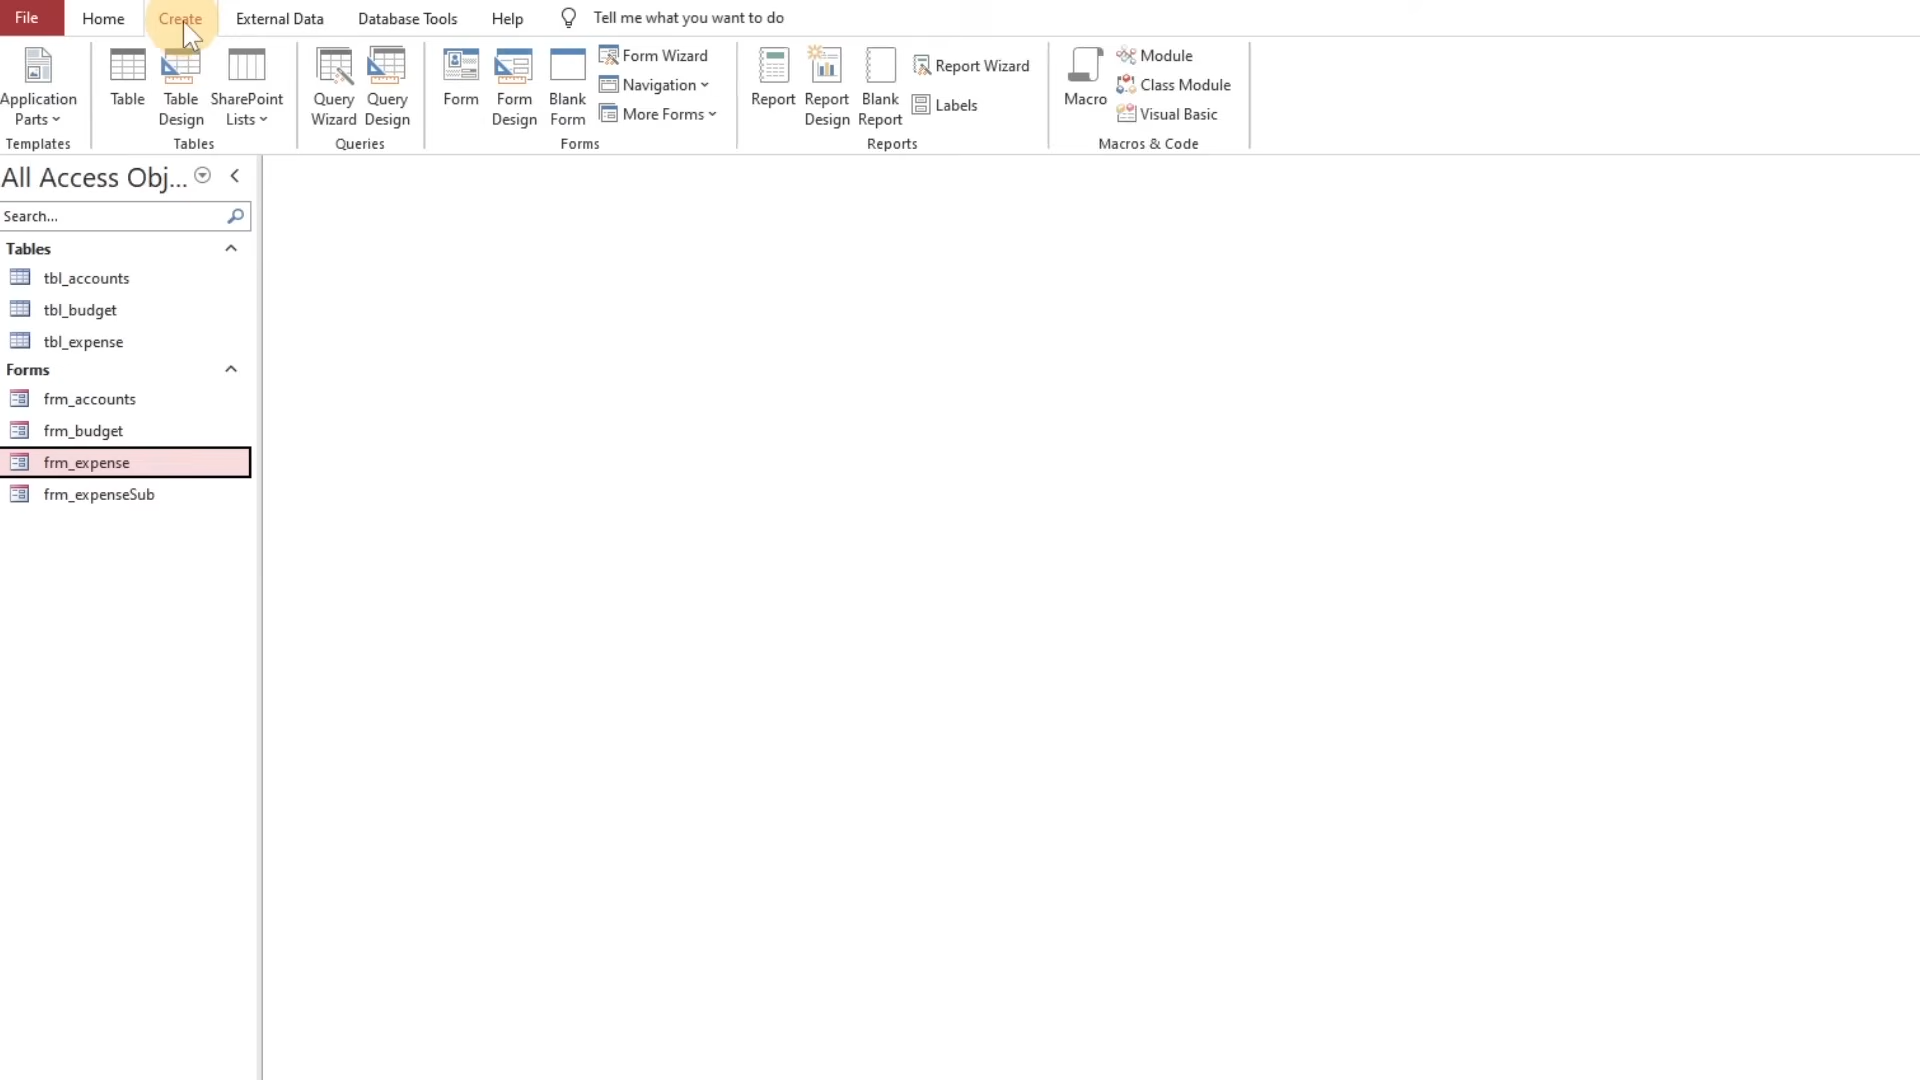 File Home Create External Data Database Tools Help Tell me what you want to do
Application Parts
Table
Table Design
SharePoint Lists
Query Wizard
Query Design
Form
Form Design
Blank Form
Form Wizard
Navigation
More Forms
Report
Report Design
Blank Report
Report Wizard
Labels
Macro
Module
Class Module
Visual Basic
Templates Tables Queries Forms Reports Macros & Code
All Access Obj...
Search...
Tables
tbl_accounts
tbl_budget
tbl_expense
Forms
frm_accounts
frm_budget
frm_expense
frm_expenseSub